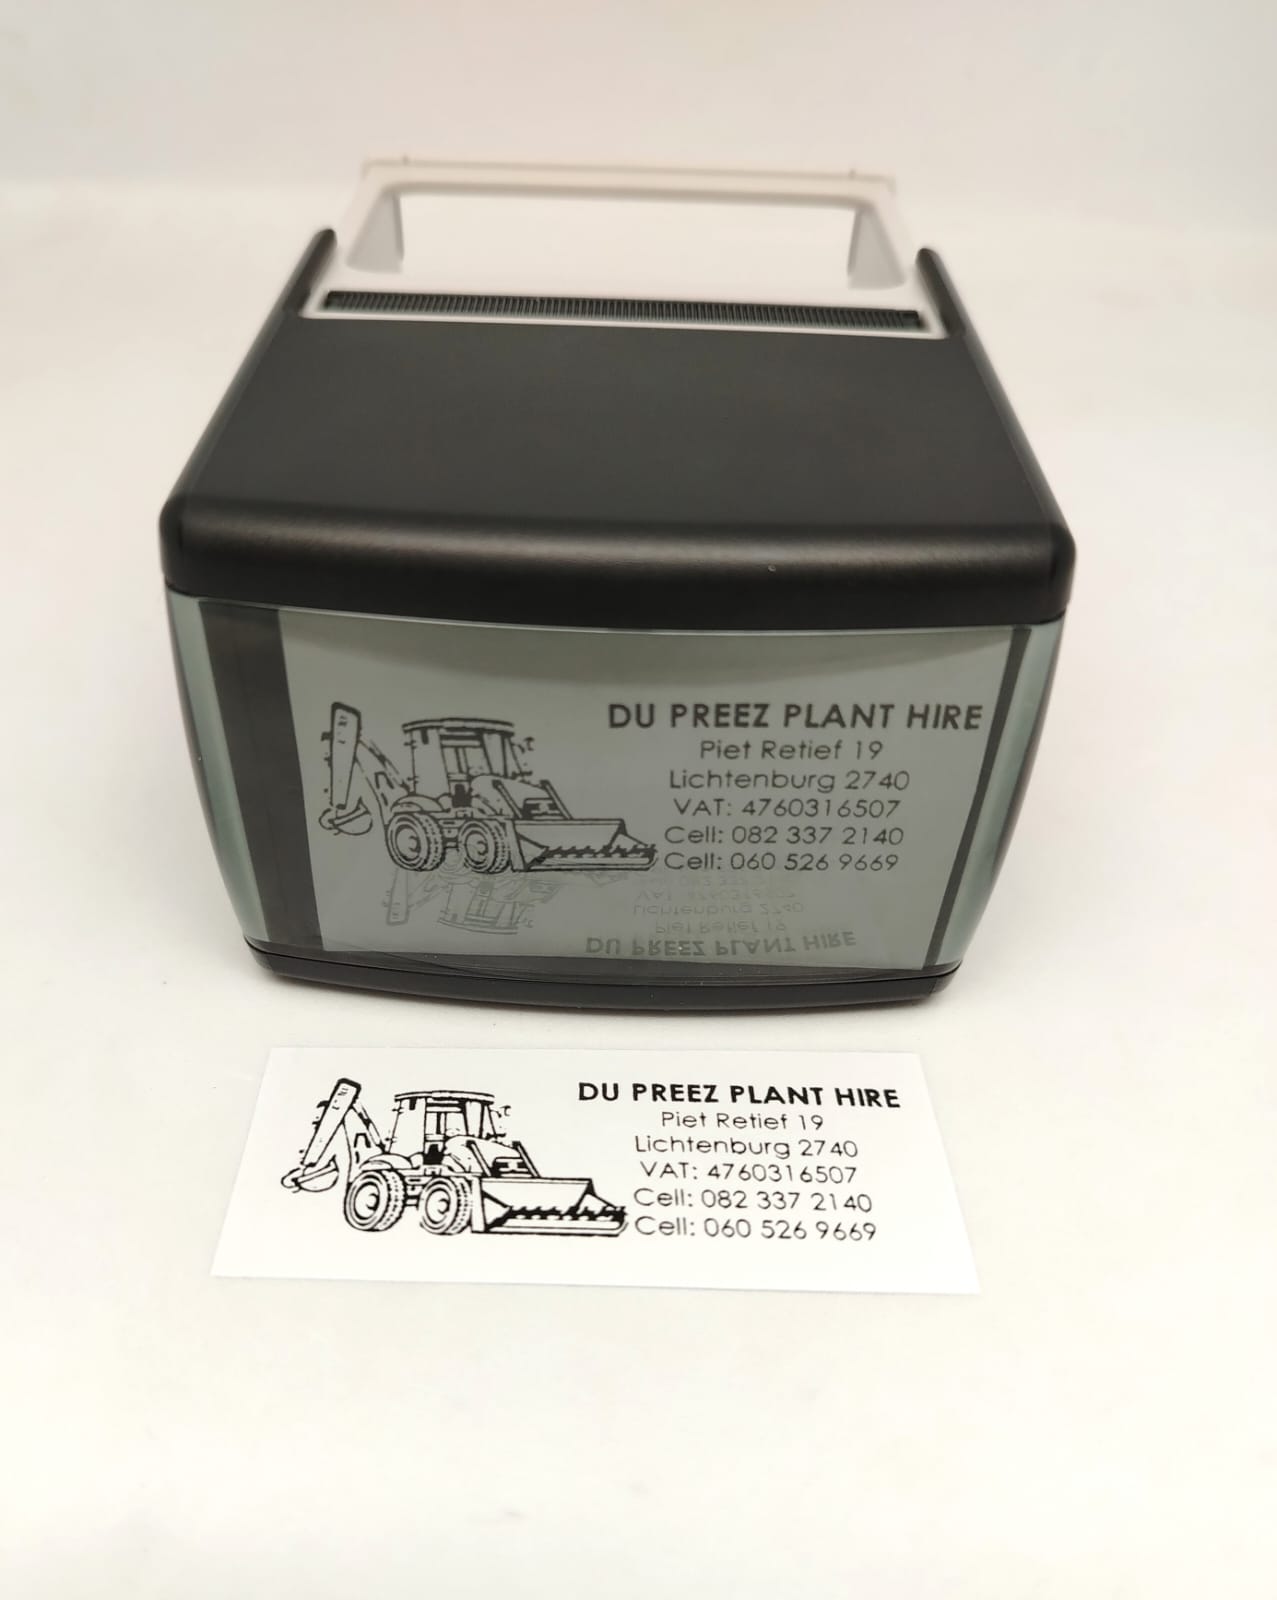 DU PREEZ PLANT HIRE
Piet Retief 19
Lichtenburg 2740
VAT: 4760316507
Cell: 082 337 2140
Cell: 060 526 9669
DU PREEZ PLANT HIRE
Piet Retief 19
Lichtenburg 2740
VAT: 4760316507
Cell: 082 337 2140
Cell: 060 526 9669